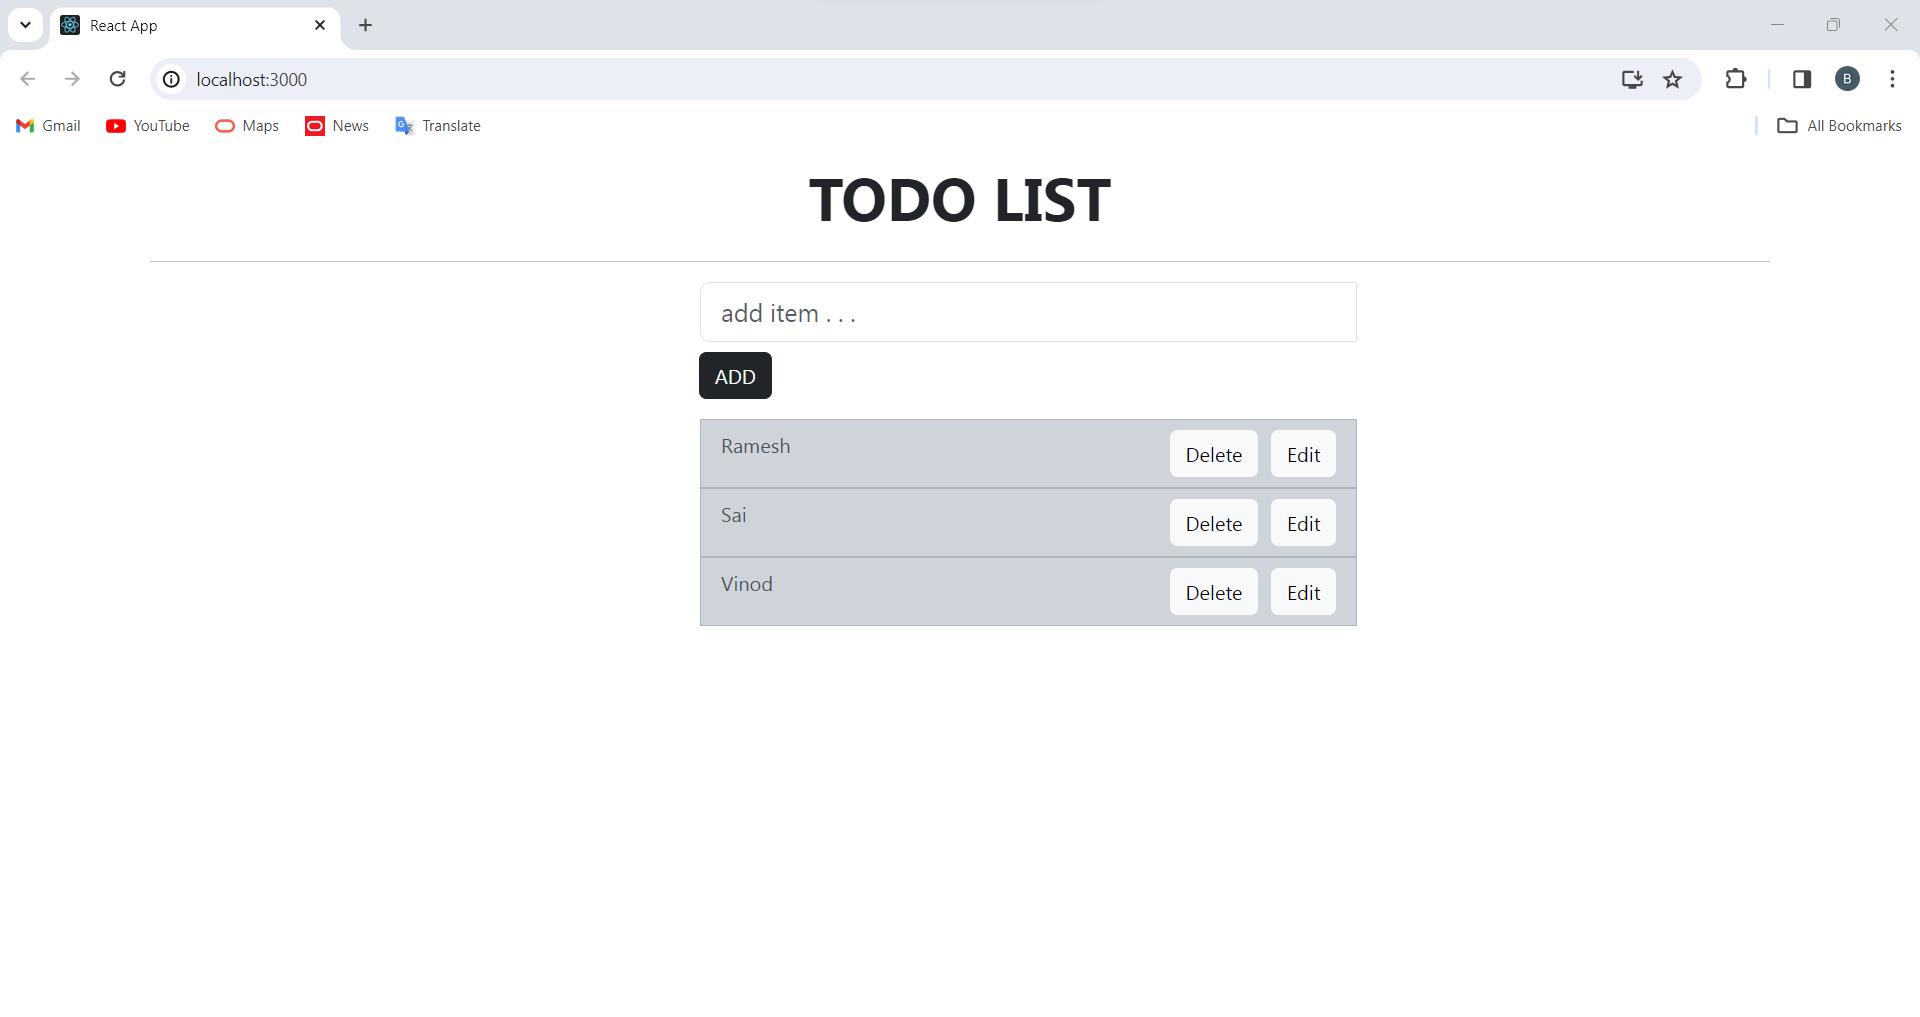 React App
localhost:3000
B
Gmail YouTube Maps News Translate All Bookmarks
TODO LIST
add item . . .
ADD
Ramesh Delete Edit
Sai Delete Edit
Vinod Delete Edit